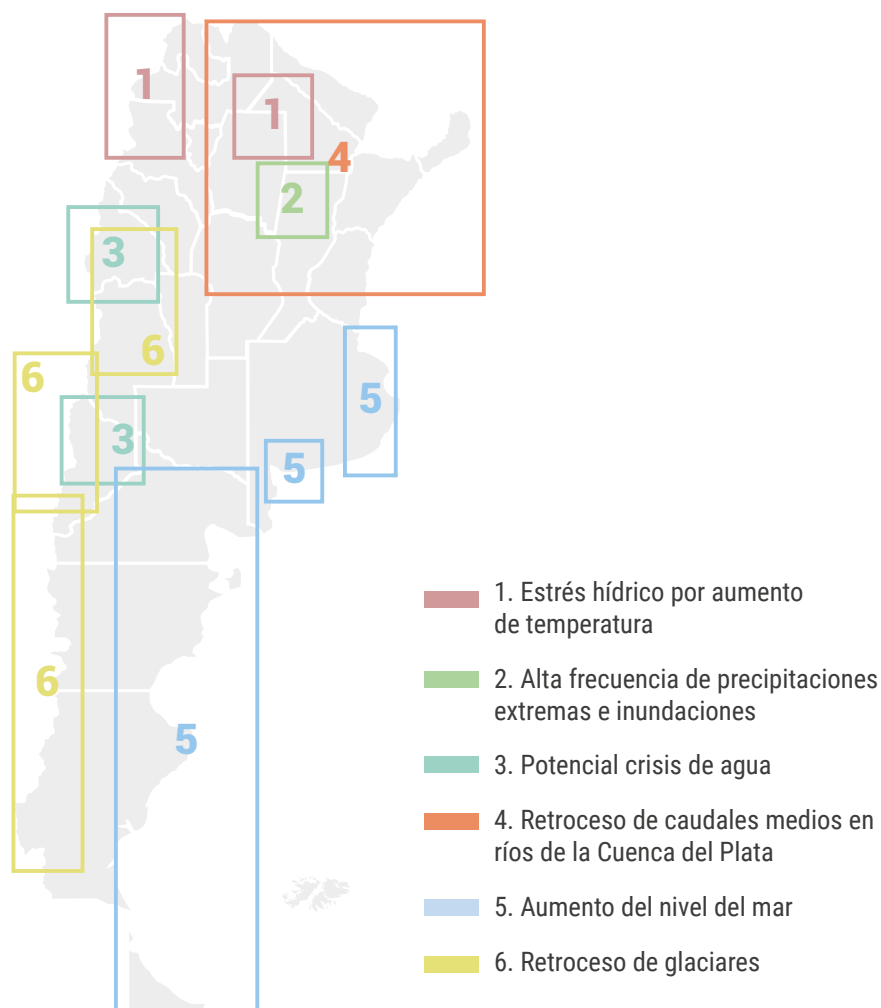 1
1
4
2
3
6
6
5
3
5
6
5
1. Estrés hídrico por aumento
de temperatura
2. Alta frecuencia de precipitaciones
extremas e inundaciones
3. Potencial crisis de agua
4. Retroceso de caudales medios en
ríos de la Cuenca del Plata
5. Aumento del nivel del mar
6. Retroceso de glaciares